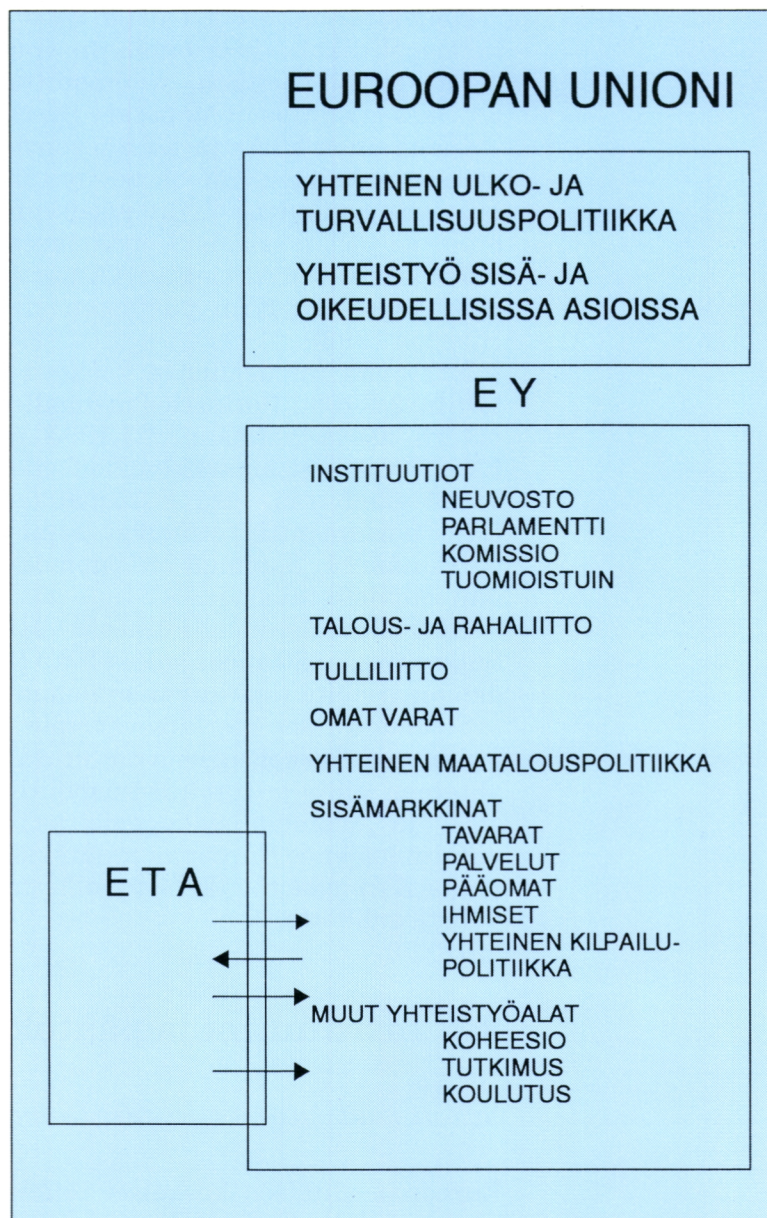 EUROOPAN UNIONI
YHTEINEN ULKO- JA
TURVALLISUUSPOLITIIKKA
YHTEISTYÖ SISÄ- JA
OIKEUDELLISISSA ASIOISSA
E Y
INSTITUUTIOT
NEUVOSTO
PARLAMENTTI
KOMISSIO
TUOMIOISTUIN
TALOUS- JA RAHALIITTO
TULLILIITTO
OMAT VARAT
YHTEINEN MAATALOUSPOLITIIKKA
SISÄMARKKINAT
TAVARAT
PALVELUT
PÄÄOMAT
IHMISET
YHTEINEN KILPAILU-
POLITIIKKA
E T A
MUUT YHTEISTYÖALAT
KOHEESIO
TUTKIMUS
KOULUTUS